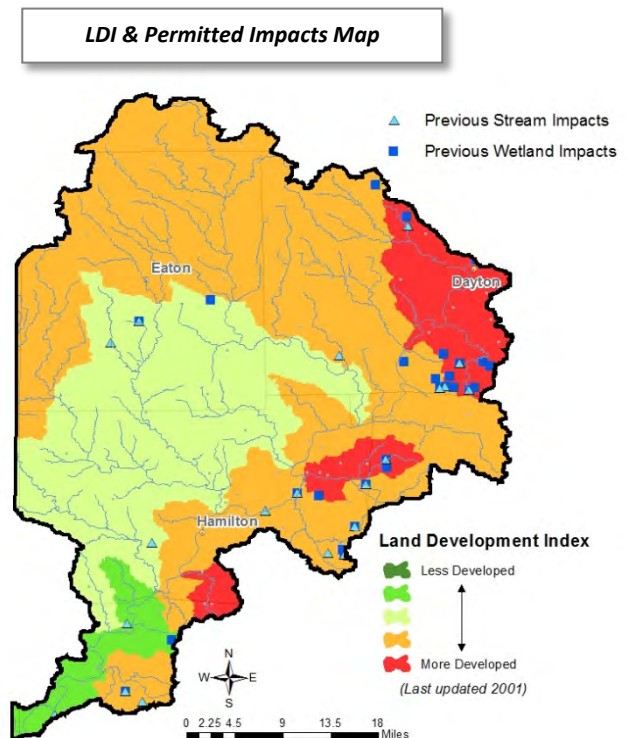 LDI & Permitted Impacts Map
Previous Stream Impacts
Previous Wetland Impacts
Eaton
Dayton
Hamilton
Land Development Index
Less Developed
More Developed
(Last updated 2001)
N
W E
S
0 2.25 4.5 9 13.5 18
Miles